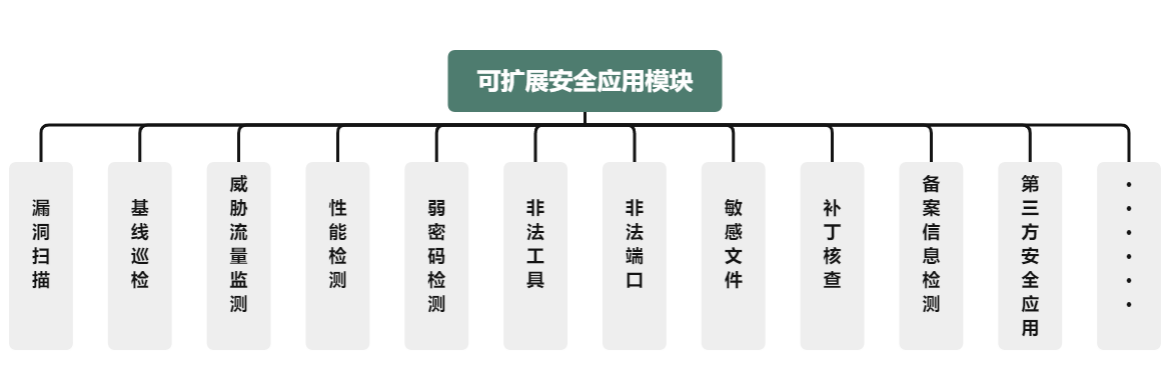 可扩展安全应用模块
漏洞扫描
基线巡检
威胁流量监测
性能检测
弱密码检测
非法工具
非法端口
敏感文件
补丁核查
备案信息检测
第三方安全应用
······